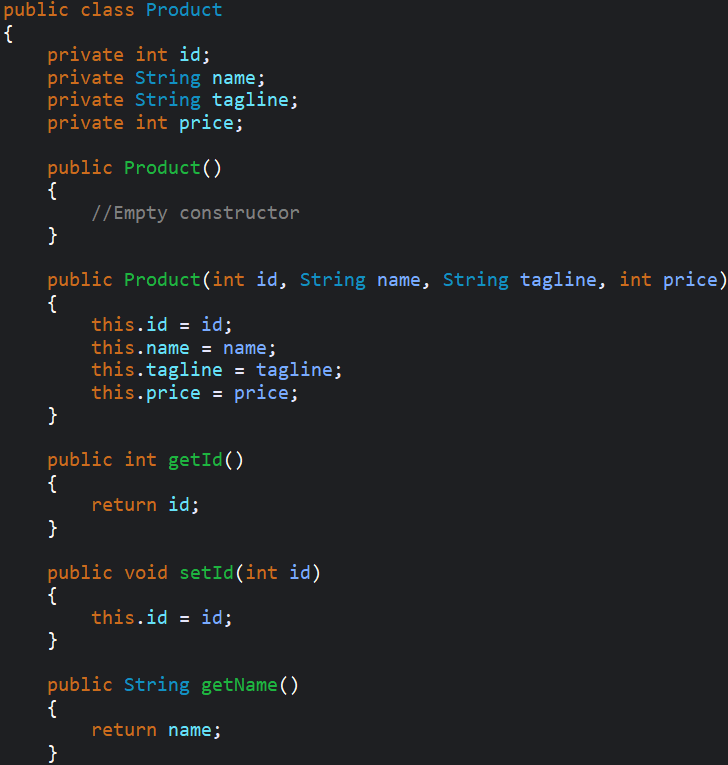 public class Product
{
    private int id;
    private String name;
    private String tagline;
    private int price;

    public Product()
    {
        //Empty constructor
    }

    public Product(int id, String name, String tagline, int price)
    {
        this.id = id;
        this.name = name;
        this.tagline = tagline;
        this.price = price;
    }

    public int getId()
    {
        return id;
    }

    public void setId(int id)
    {
        this.id = id;
    }

    public String getName()
    {
        return name;
    }